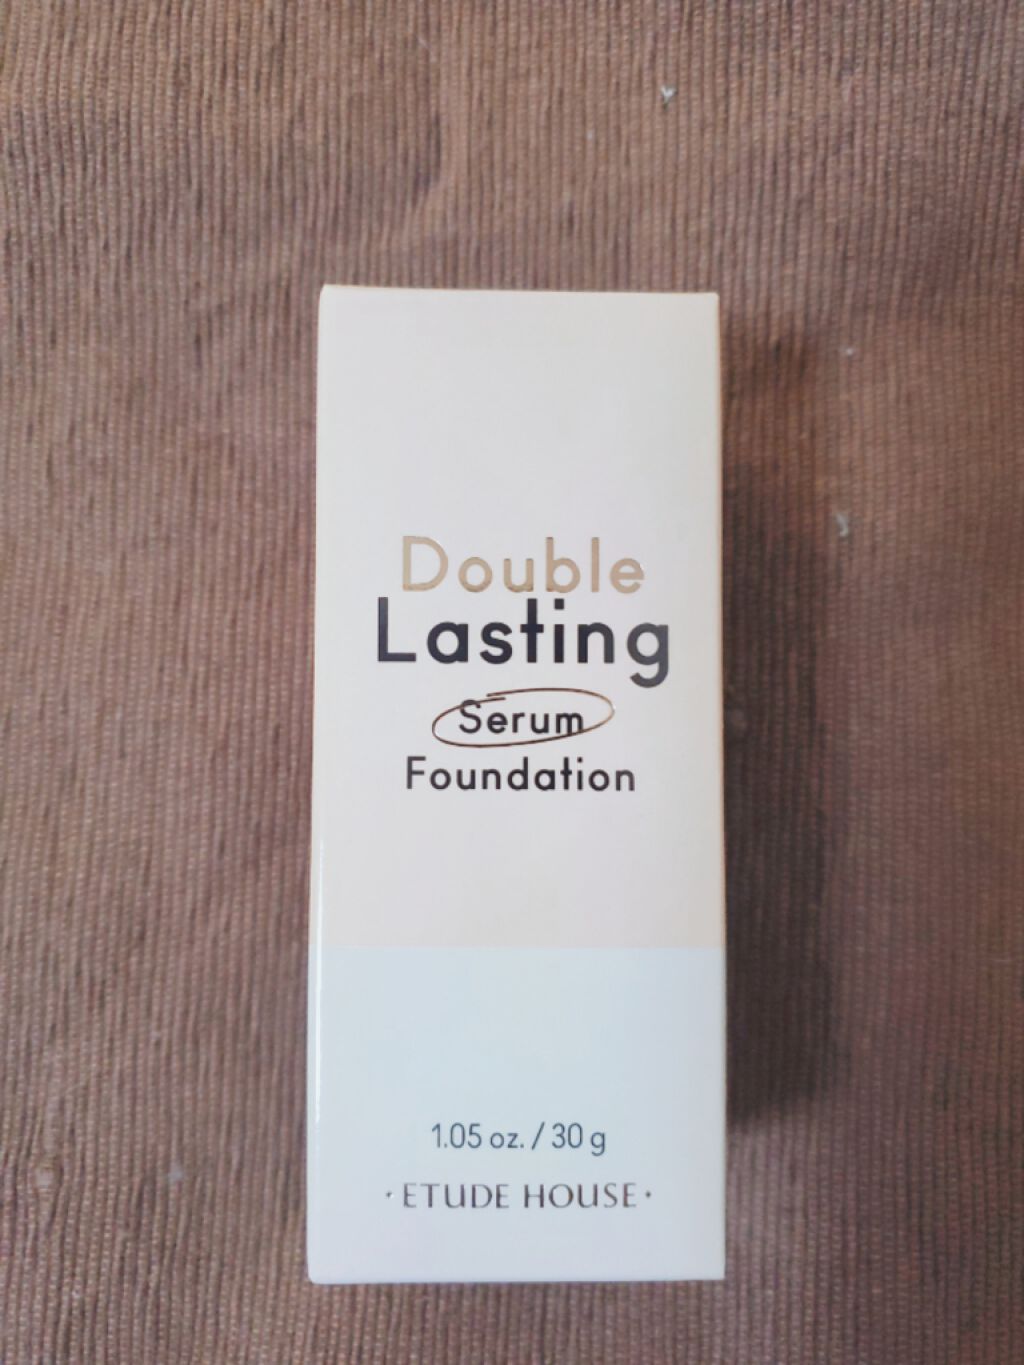 Double
Lasting
Serum
Foundation
1.05 oz. / 30 g
· ETUDE HOUSE ·